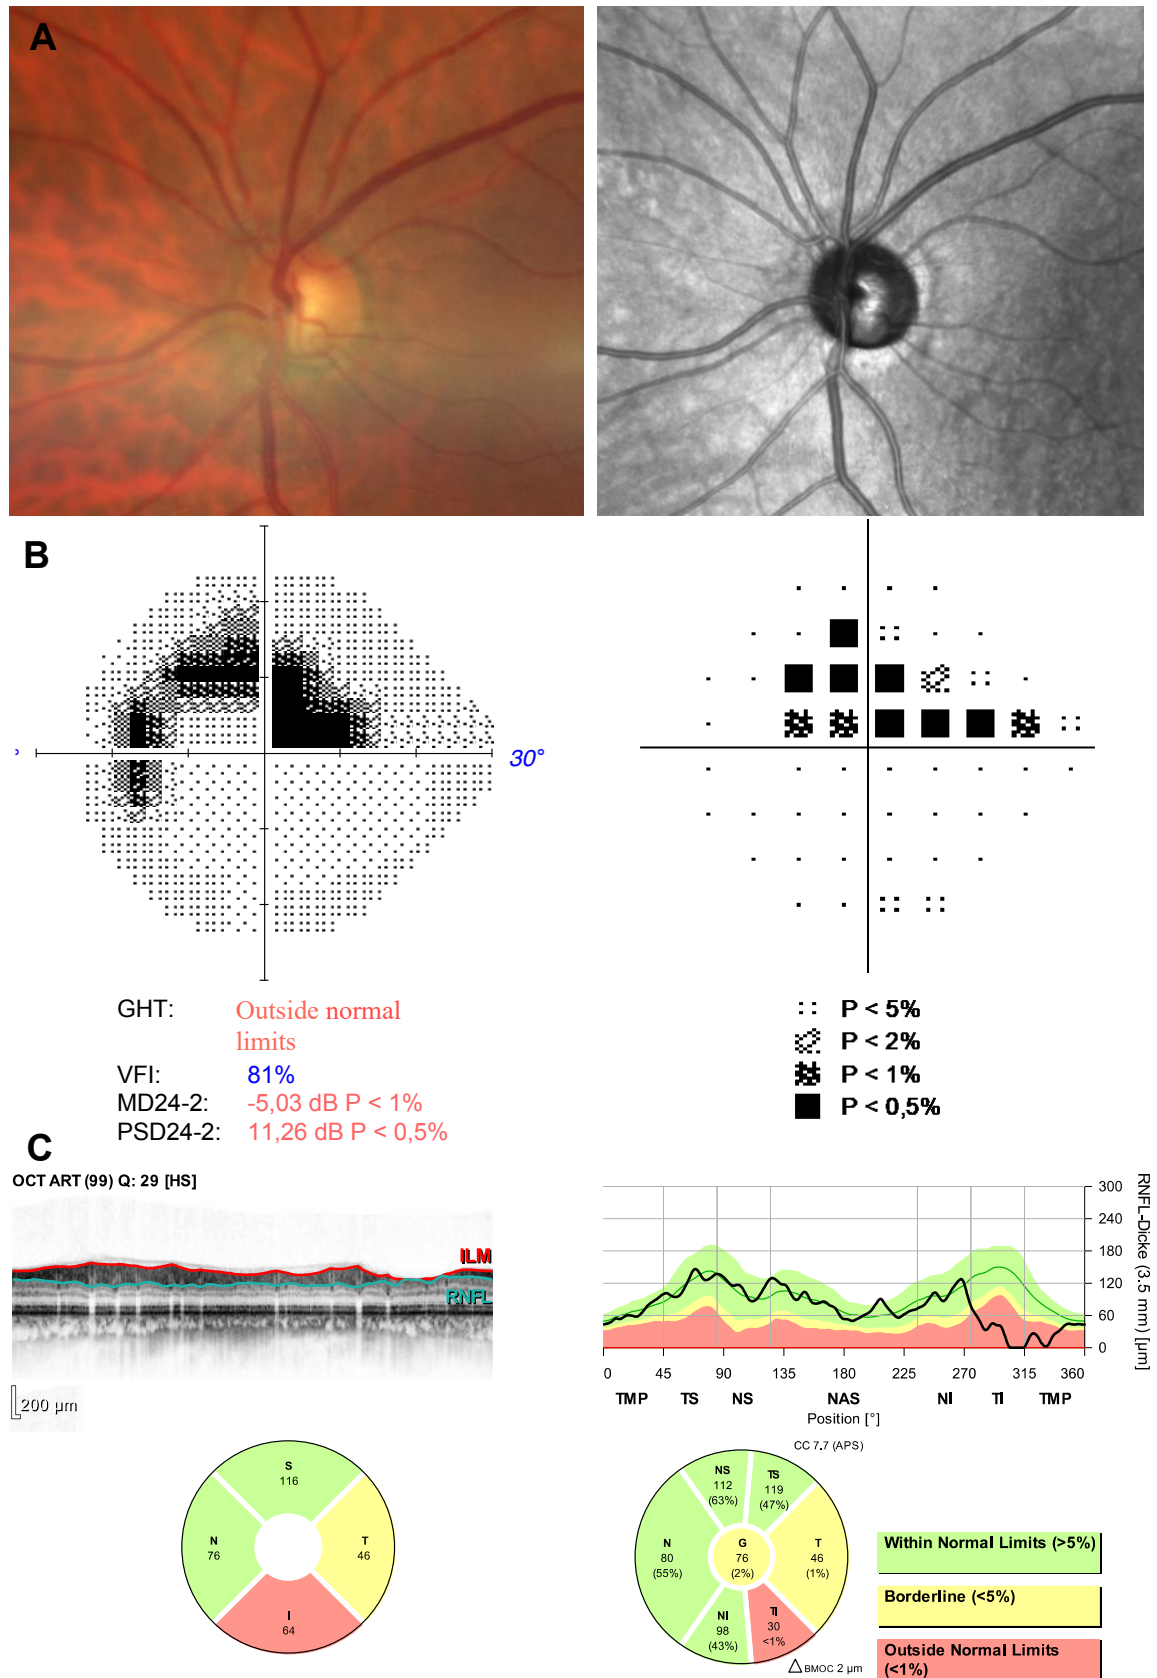 A
B
°
30°
GHT: Outside normal
limits
VFI: 81%
MD24-2: -5,03 dB P < 1%
PSD24-2: 11,26 dB P < 0,5%
P < 5%
P < 2%
P < 1%
P < 0,5%
C
OCT ART (99) Q: 29 [HS]
ILM
RNFL
200 µm
300
240
180
120
60
0
RNFL-Dicke (3.5 mm) [µm]
0 45 90 135 180 225 270 315 360
TMP TS NS NAS NI TI TMP
Position [°]
CC 7.7 (APS)
S
116
N
76
T
46
I
64
NS
112
(63%)
TS
119
(47%)
N
80
(55%)
G
76
(2%)
T
46
(1%)
NI
98
(43%)
TI
30
<1%
BMOC 2 µm
Within Normal Limits (>5%)
Borderline (<5%)
Outside Normal Limits
(<1%)